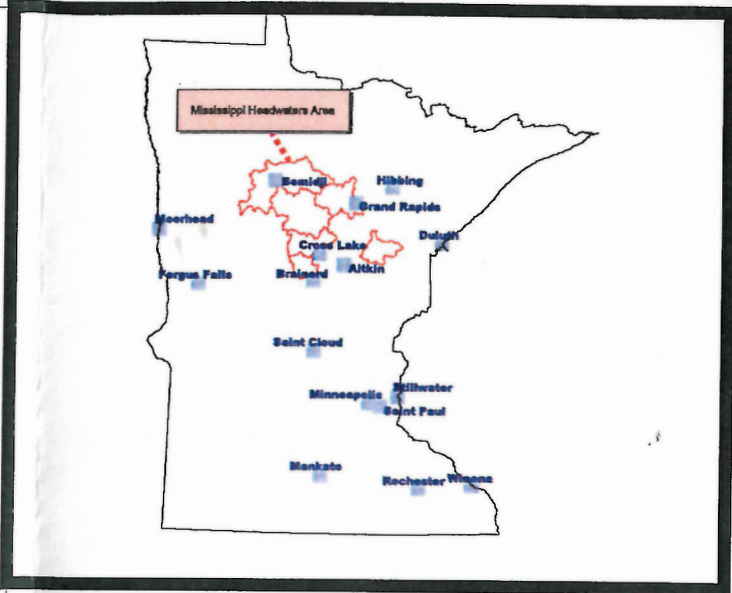 Mississippi Headwaters Area
Bemidji
Hibbing
Grand Rapids
Moorhead
Duluth
Cross Lake
Aitkin
Fergus Falls
Brainerd
Saint Cloud
Stillwater
Minneapolis
Saint Paul
Mankato
Rochester
Winona